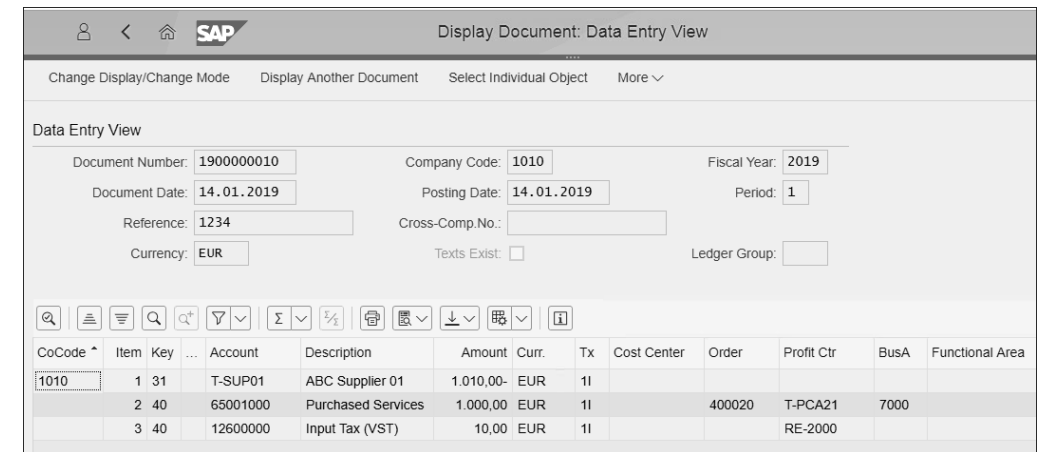 SAP Display Document: Data Entry View
Change Display/Change Mode Display Another Document Select Individual Object More
Data Entry View
Document Number: 1900000010 Company Code: 1010 Fiscal Year: 2019
Document Date: 14.01.2019 Posting Date: 14.01.2019 Period: 1
Reference: 1234 Cross-Comp.No.:
Currency: EUR Texts Exist: Ledger Group:
CoCode Item Key ... Account Description Amount Curr. Tx Cost Center Order Profit Ctr BusA Functional Area
1010 1 31 T-SUP01 ABC Supplier 01 1.010,00- EUR 1I
2 40 65001000 Purchased Services 1.000,00 EUR 1I 400020 T-PCA21 7000
3 40 12600000 Input Tax (VST) 10,00 EUR 1I RE-2000